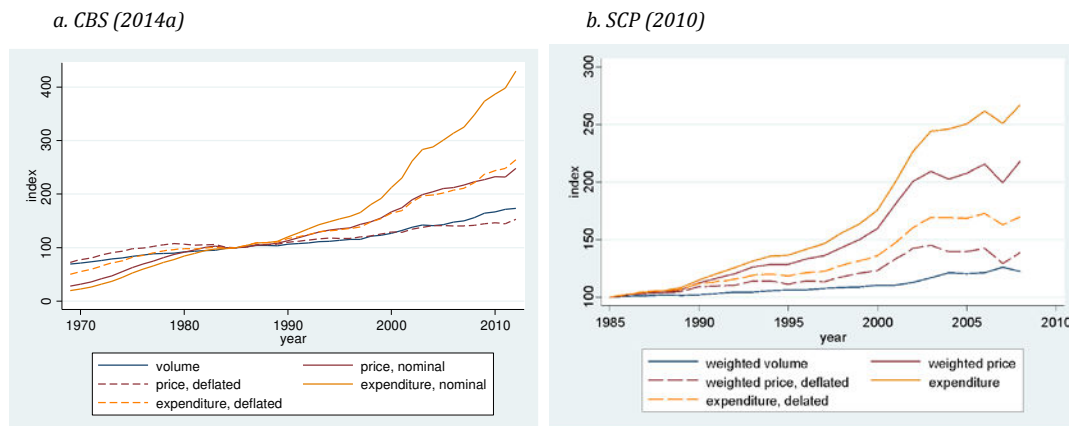 a. CBS (2014a)
b. SCP (2010)
index
0 100 200 300 400
1970 1980 1990 2000 2010
year
volume price, nominal
price, deflated expenditure, nominal
expenditure, deflated
index
100 150 200 250 300
1985 1990 1995 2000 2005 2010
year
weighted volume weighted price
weighted price, deflated expenditure
expenditure, delated